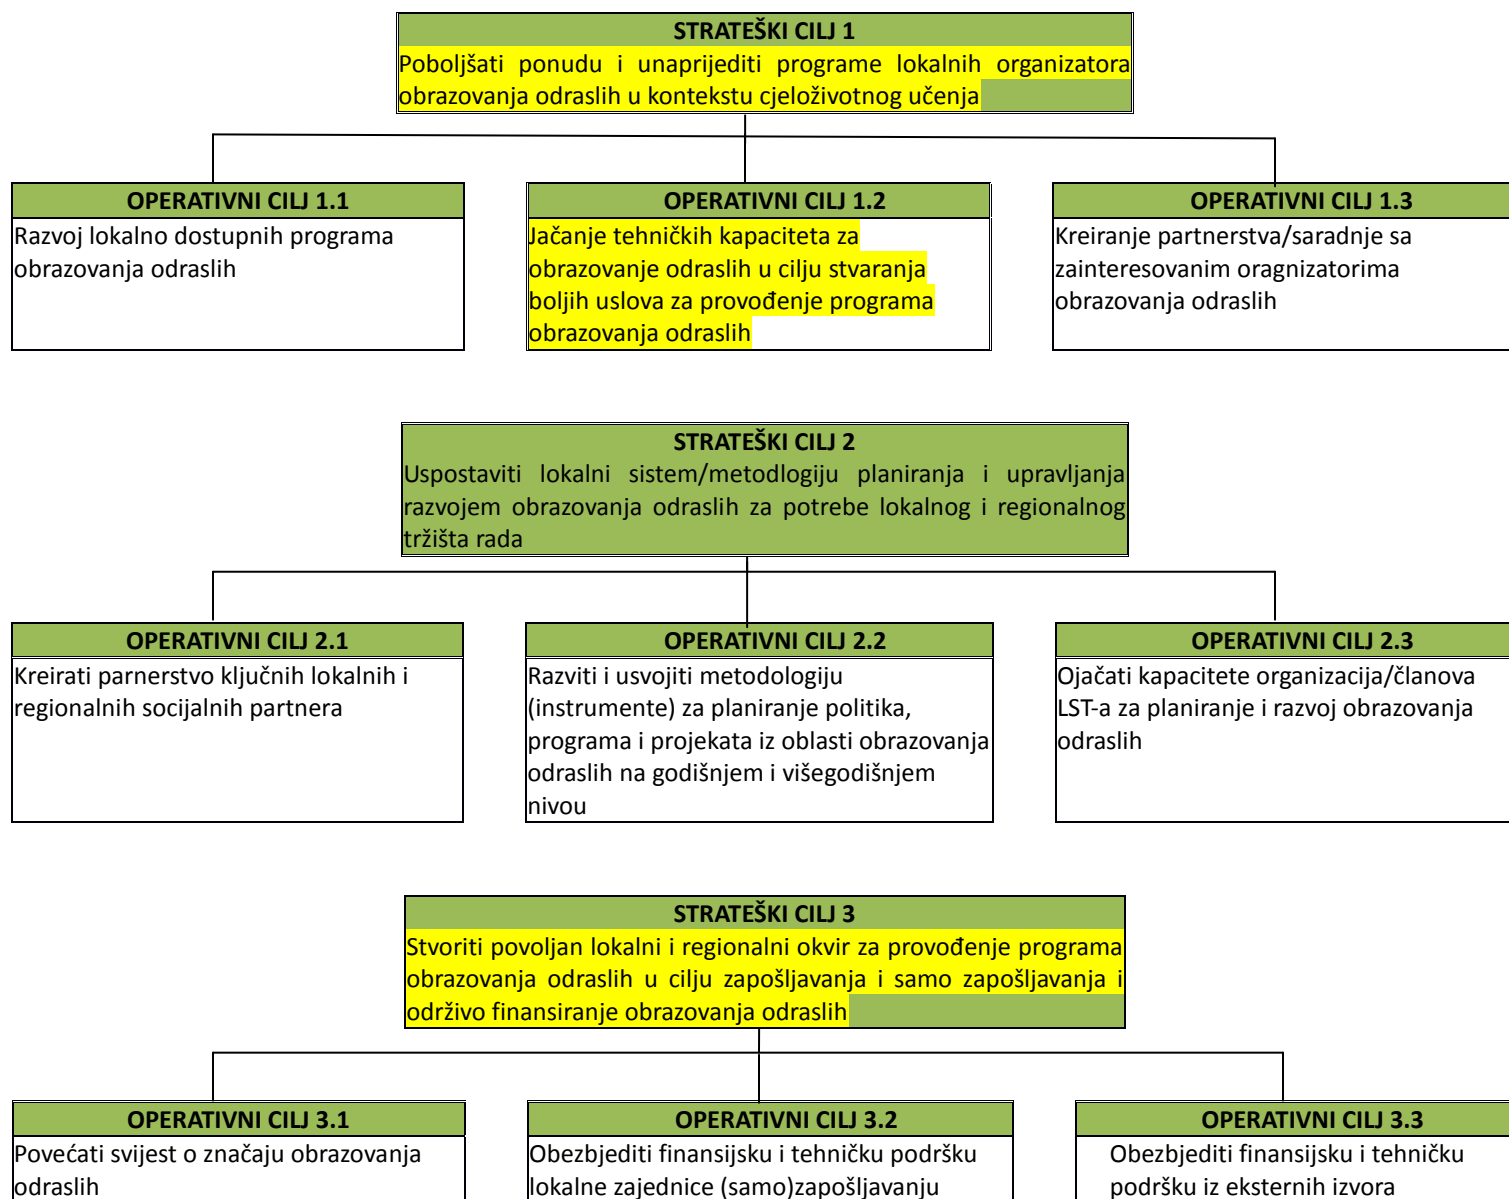 STRATEŠKI CILJ 1
Poboljšati ponudu i unaprijediti programe lokalnih organizatora
obrazovanja odraslih u kontekstu cjeloživotnog učenja
OPERATIVNI CILJ 1.1
Razvoj lokalno dostupnih programa
obrazovanja odraslih
OPERATIVNI CILJ 1.2
Jačanje tehničkih kapaciteta za
obrazovanje odraslih u cilju stvaranja
boljih uslova za provođenje programa
obrazovanja odraslih
OPERATIVNI CILJ 1.3
Kreiranje partnerstva/saradnje sa
zainteresovanim oragnizatorima
obrazovanja odraslih
STRATEŠKI CILJ 2
Uspostaviti lokalni sistem/metodlogiju planiranja i upravljanja
razvojem obrazovanja odraslih za potrebe lokalnog i regionalnog
tržišta rada
OPERATIVNI CILJ 2.1
Kreirati parnerstvo ključnih lokalnih i
regionalnih socijalnih partnera
OPERATIVNI CILJ 2.2
Razviti i usvojiti metodologiju
(instrumente) za planiranje politika,
programa i projekata iz oblasti obrazovanja
odraslih na godišnjem i višegodišnjem
nivou
OPERATIVNI CILJ 2.3
Ojačati kapacitete organizacija/članova
LST-a za planiranje i razvoj obrazovanja
odraslih
STRATEŠKI CILJ 3
Stvoriti povoljan lokalni i regionalni okvir za provođenje programa
obrazovanja odraslih u cilju zapošljavanja i samo zapošljavanja i
održivo finansiranje obrazovanja odraslih
OPERATIVNI CILJ 3.1
Povećati svijest o značaju obrazovanja
odraslih
OPERATIVNI CILJ 3.2
Obezbjediti finansijsku i tehničku podršku
lokalne zajednice (samo)zapošljavanju
OPERATIVNI CILJ 3.3
Obezbjediti finansijsku i tehničku
podršku iz eksternih izvora